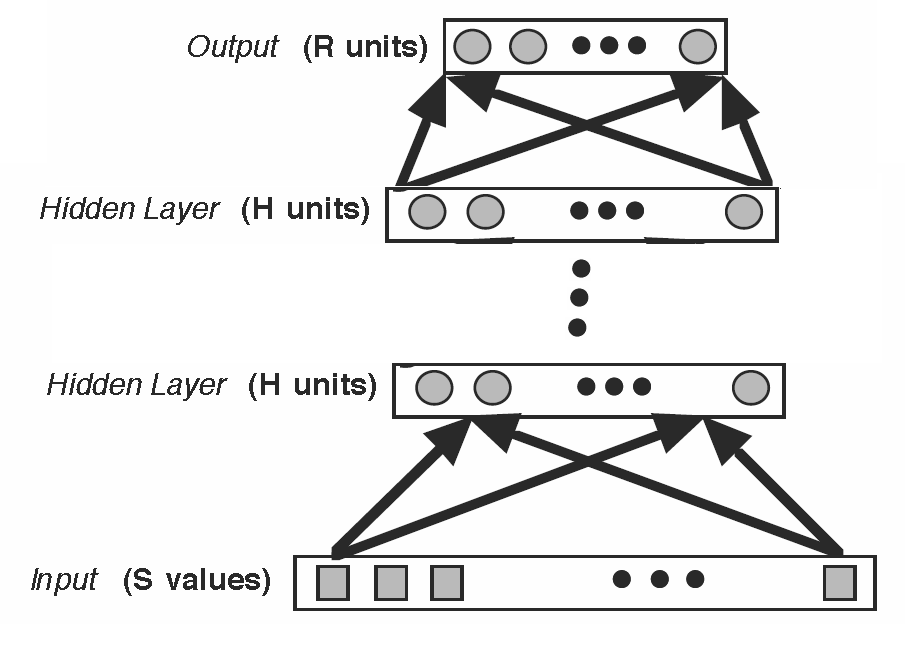 Output (R units)
Hidden Layer (H units)
Hidden Layer (H units)
Input (S values)